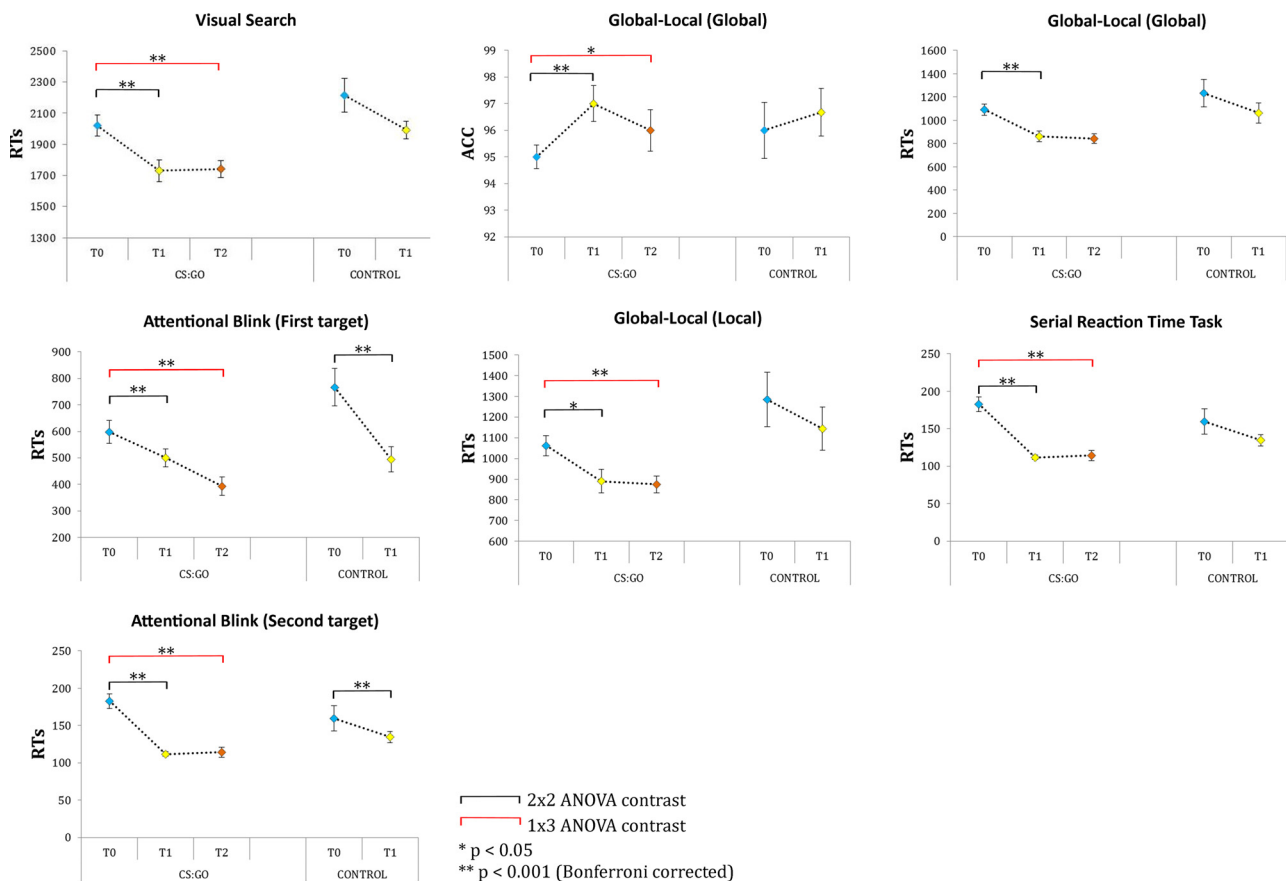 Visual Search
2500
2300
2100
1900
1700
1500
1300
RTs
**
**
T0 T1 T2 T0 T1
CS:GO CONTROL
Global-Local (Global)
99
98
97
96
95
94
93
92
ACC
*
**
T0 T1 T2 T0 T1
CS:GO CONTROL
Global-Local (Global)
1600
1400
1200
1000
800
600
400
200
0
RTs
**
T0 T1 T2 T0 T1
CS:GO CONTROL
Attentional Blink (First target)
900
800
700
600
500
400
300
200
RTs
**
**
**
T0 T1 T2 T0 T1
CS:GO CONTROL
Global-Local (Local)
1500
1400
1300
1200
1100
1000
900
800
700
600
RTs
**
*
T0 T1 T2 T0 T1
CS:GO CONTROL
Serial Reaction Time Task
250
200
150
100
50
0
RTs
**
**
T0 T1 T2 T0 T1
CS:GO CONTROL
Attentional Blink (Second target)
250
200
150
100
50
0
RTs
**
**
**
T0 T1 T2 T0 T1
CS:GO CONTROL
2x2 ANOVA contrast
1x3 ANOVA contrast
* p < 0.05
** p < 0.001 (Bonferroni corrected)